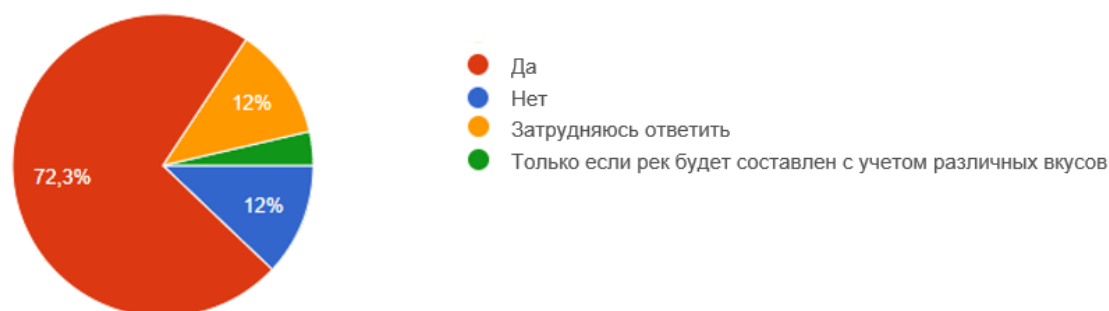 72,3%
12%
12%
Да
Нет
Затрудняюсь ответить
Только если рек будет составлен с учетом различных вкусов